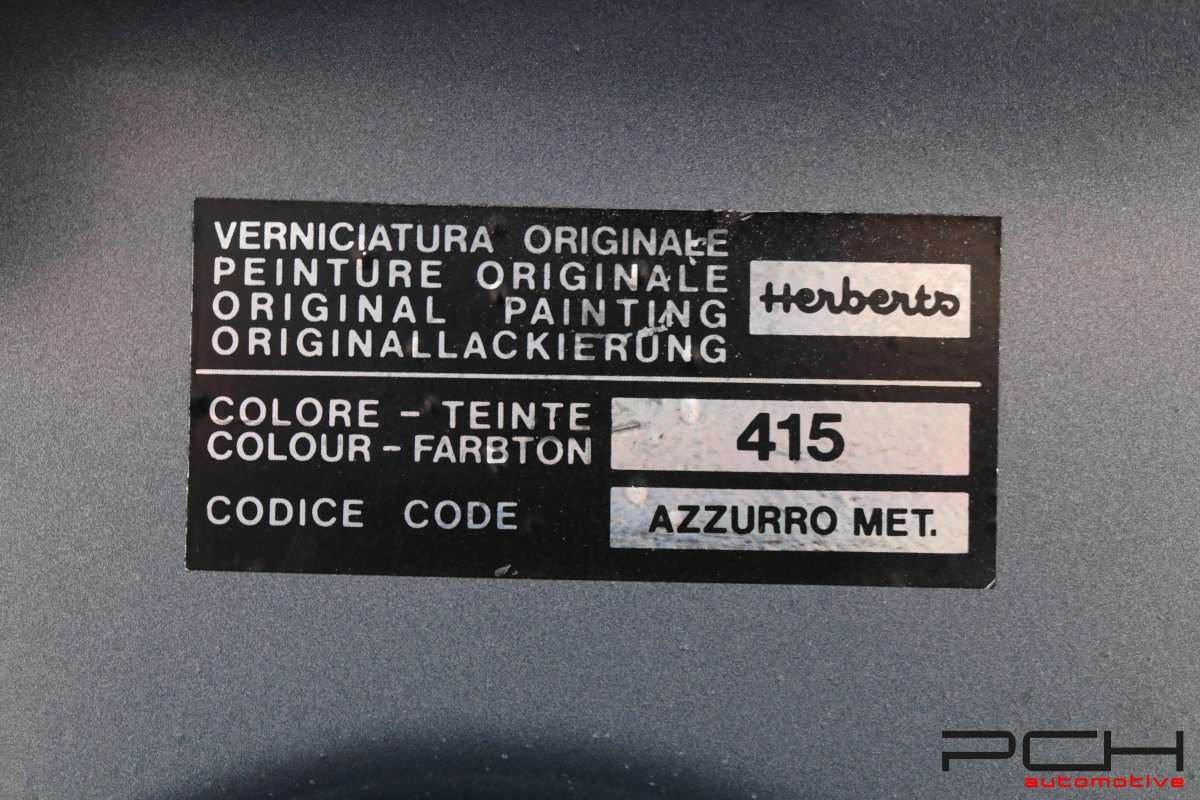 VERNICIATURA ORIGINALE
PEINTURE ORIGINALE
ORIGINAL PAINTING
ORIGINALLACKIERUNG
Herberts
COLORE - TEINTE
COLOUR - FARBTON
415
CODICE CODE
AZZURRO MET.
PCH
automotive